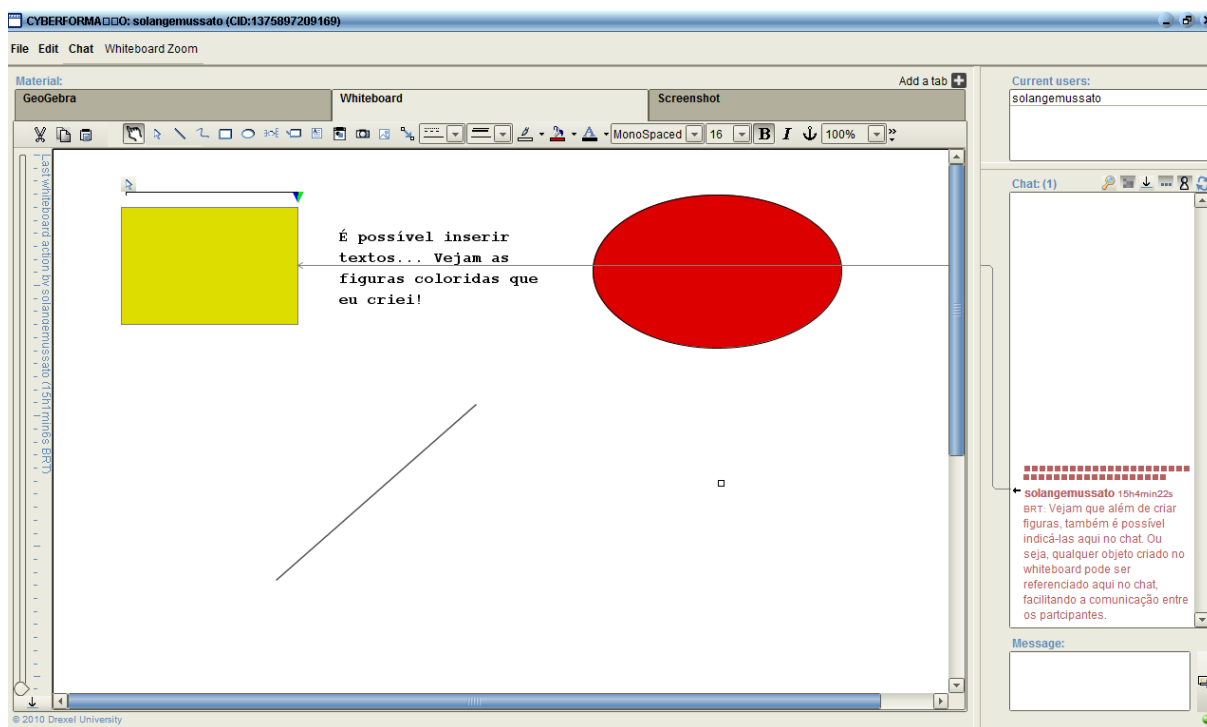 CYBERFORMA□□O: solangemussato (CID:1375897209169)
File Edit Chat Whiteboard Zoom
Material:
Add a tab
GeoGebra
Whiteboard
Screenshot
MonoSpaced
16
B
I
100%
Last whiteboard action by solangemussato (15h1min6s BRT)
É possível inserir
textos... Vejam as
figuras coloridas que
eu criei!
Current users:
solangemussato
Chat: (1)
solangemussato 15h4min22s
BRT: Vejam que além de criar
figuras, também é possível
indicá-las aqui no chat. Ou
seja, qualquer objeto criado no
whiteboard pode ser
referenciado aqui no chat,
facilitando a comunicação entre
os partcipantes.
Message:
© 2010 Drexel University